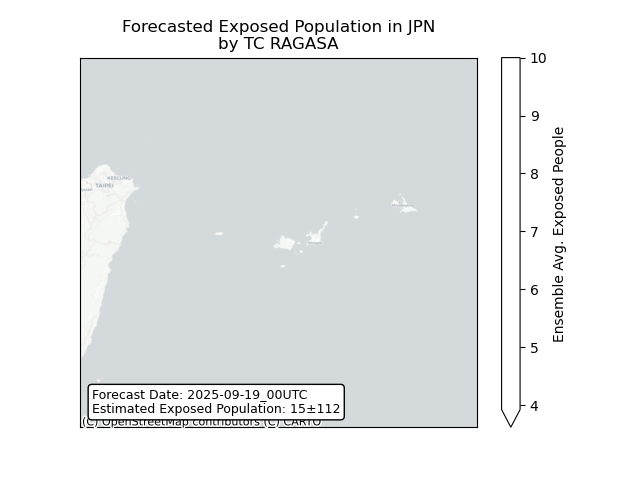 Forecasted Exposed Population in JPN
by TC RAGASA
10
9
8
7
6
5
4
Ensemble Avg. Exposed People
KEELUNG
TAIPEI
Forecast Date: 2025-09-19_00UTC
Estimated Exposed Population: 15±112
(C) OpenStreetMap contributors (C) CARTO